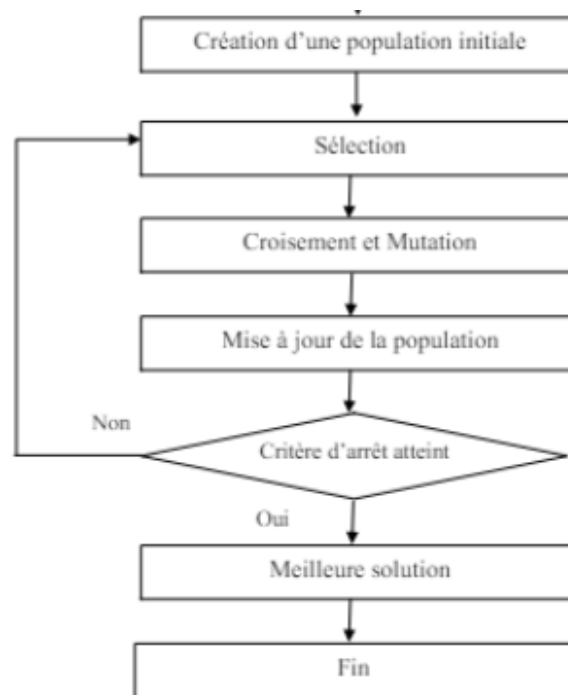 Création d'une population initiale
Sélection
Croisement et Mutation
Mise à jour de la population
Non
Critère d'arrêt atteint
Oui
Meilleure solution
Fin